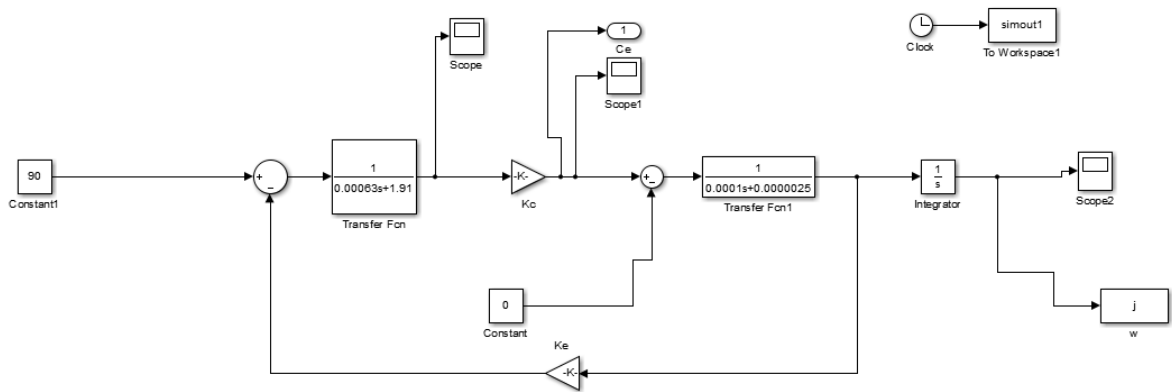 Scope
1
Ce
Scope1
Clock
simout1
To Workspace1
90
Constant1
+
−
1
0.00063s+1.91
Transfer Fcn
-K-
Kc
+
−
1
0.0001s+0.0000025
Transfer Fcn1
1
s
Integrator
Scope2
0
Constant
j
w
Ke
-K-